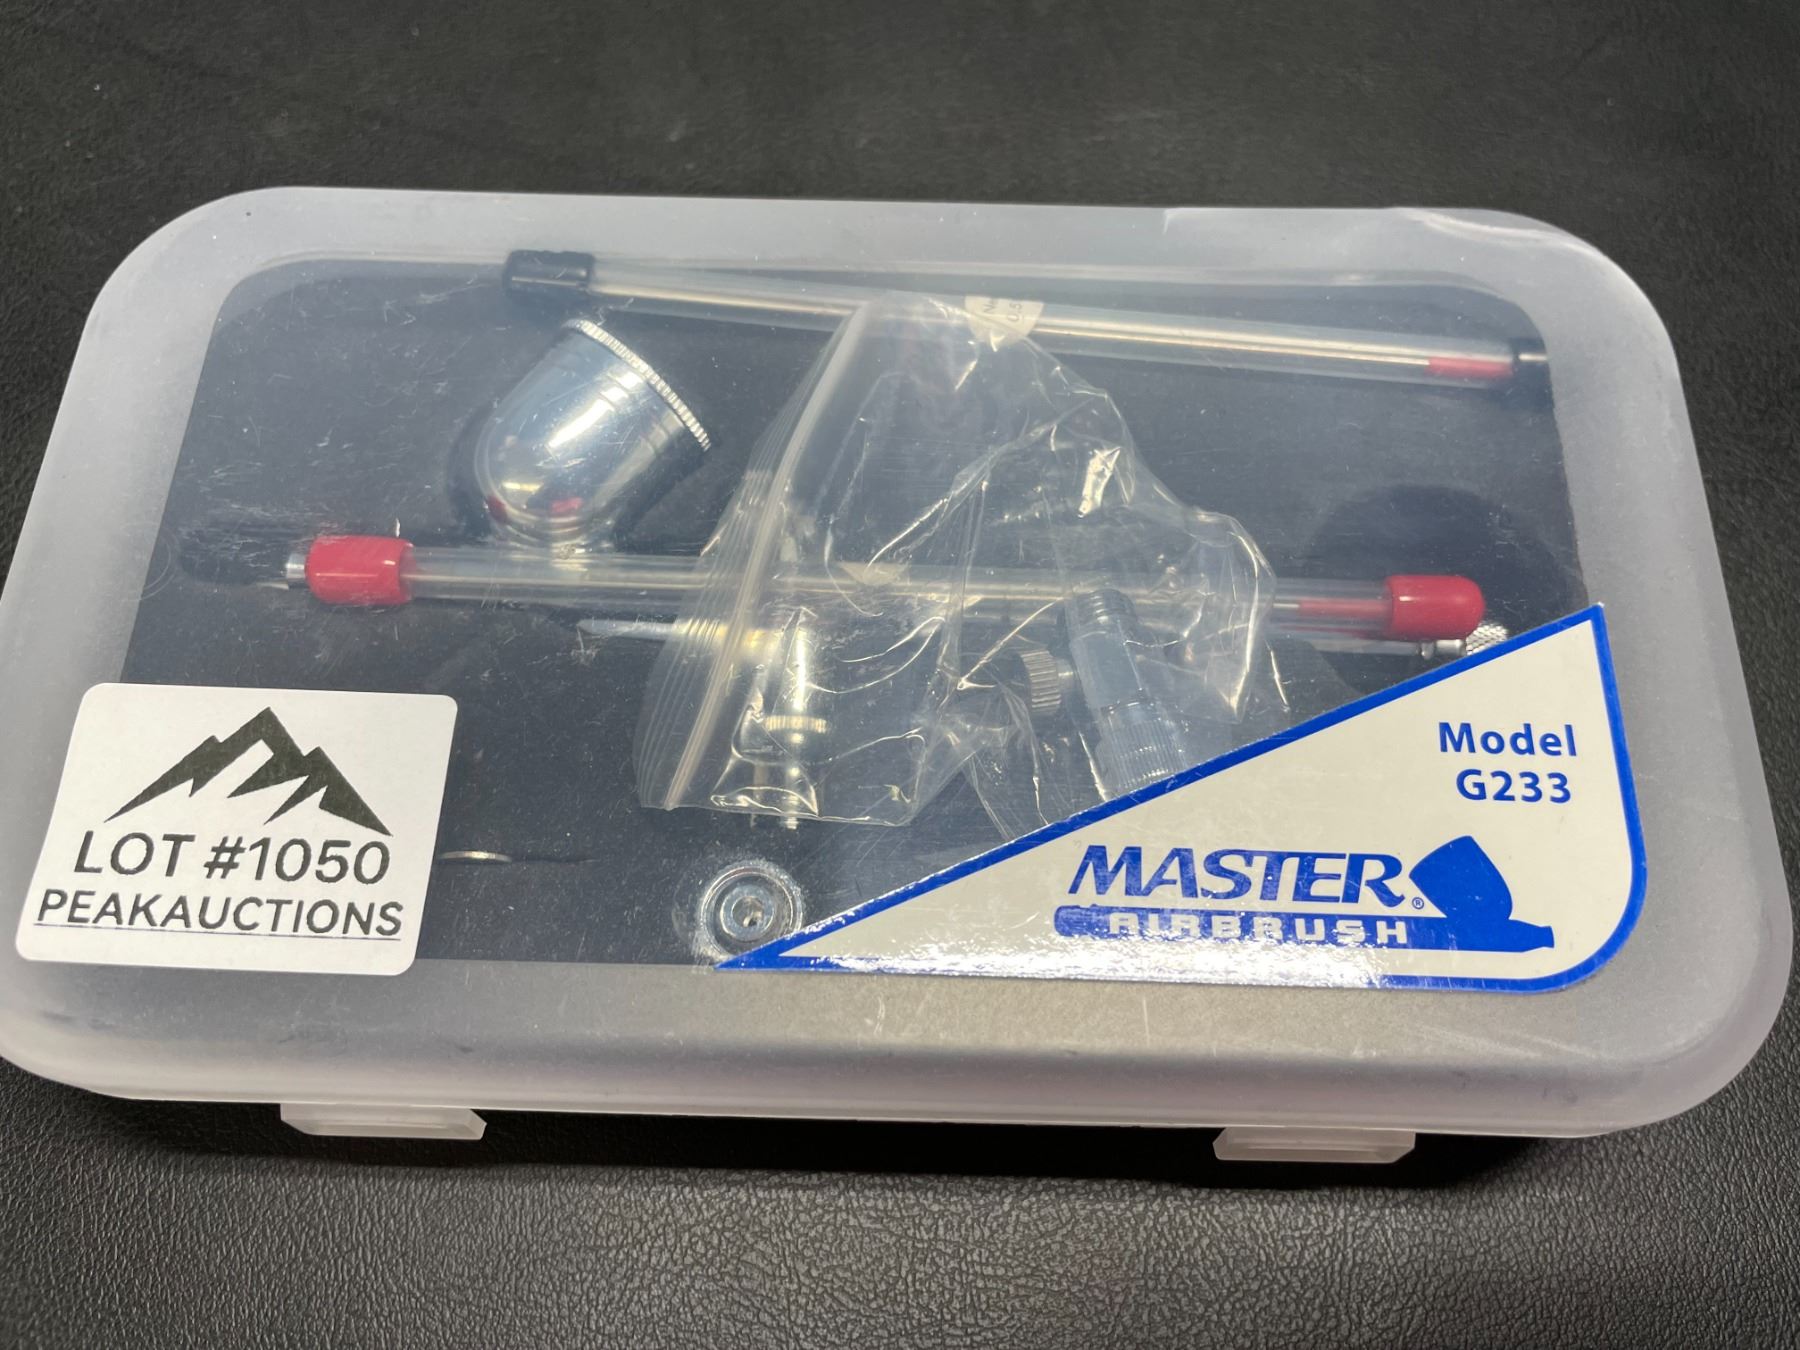 LOT #1050
PEAKAUCTIONS
Model
G233
MASTER®
AIRBRUSH